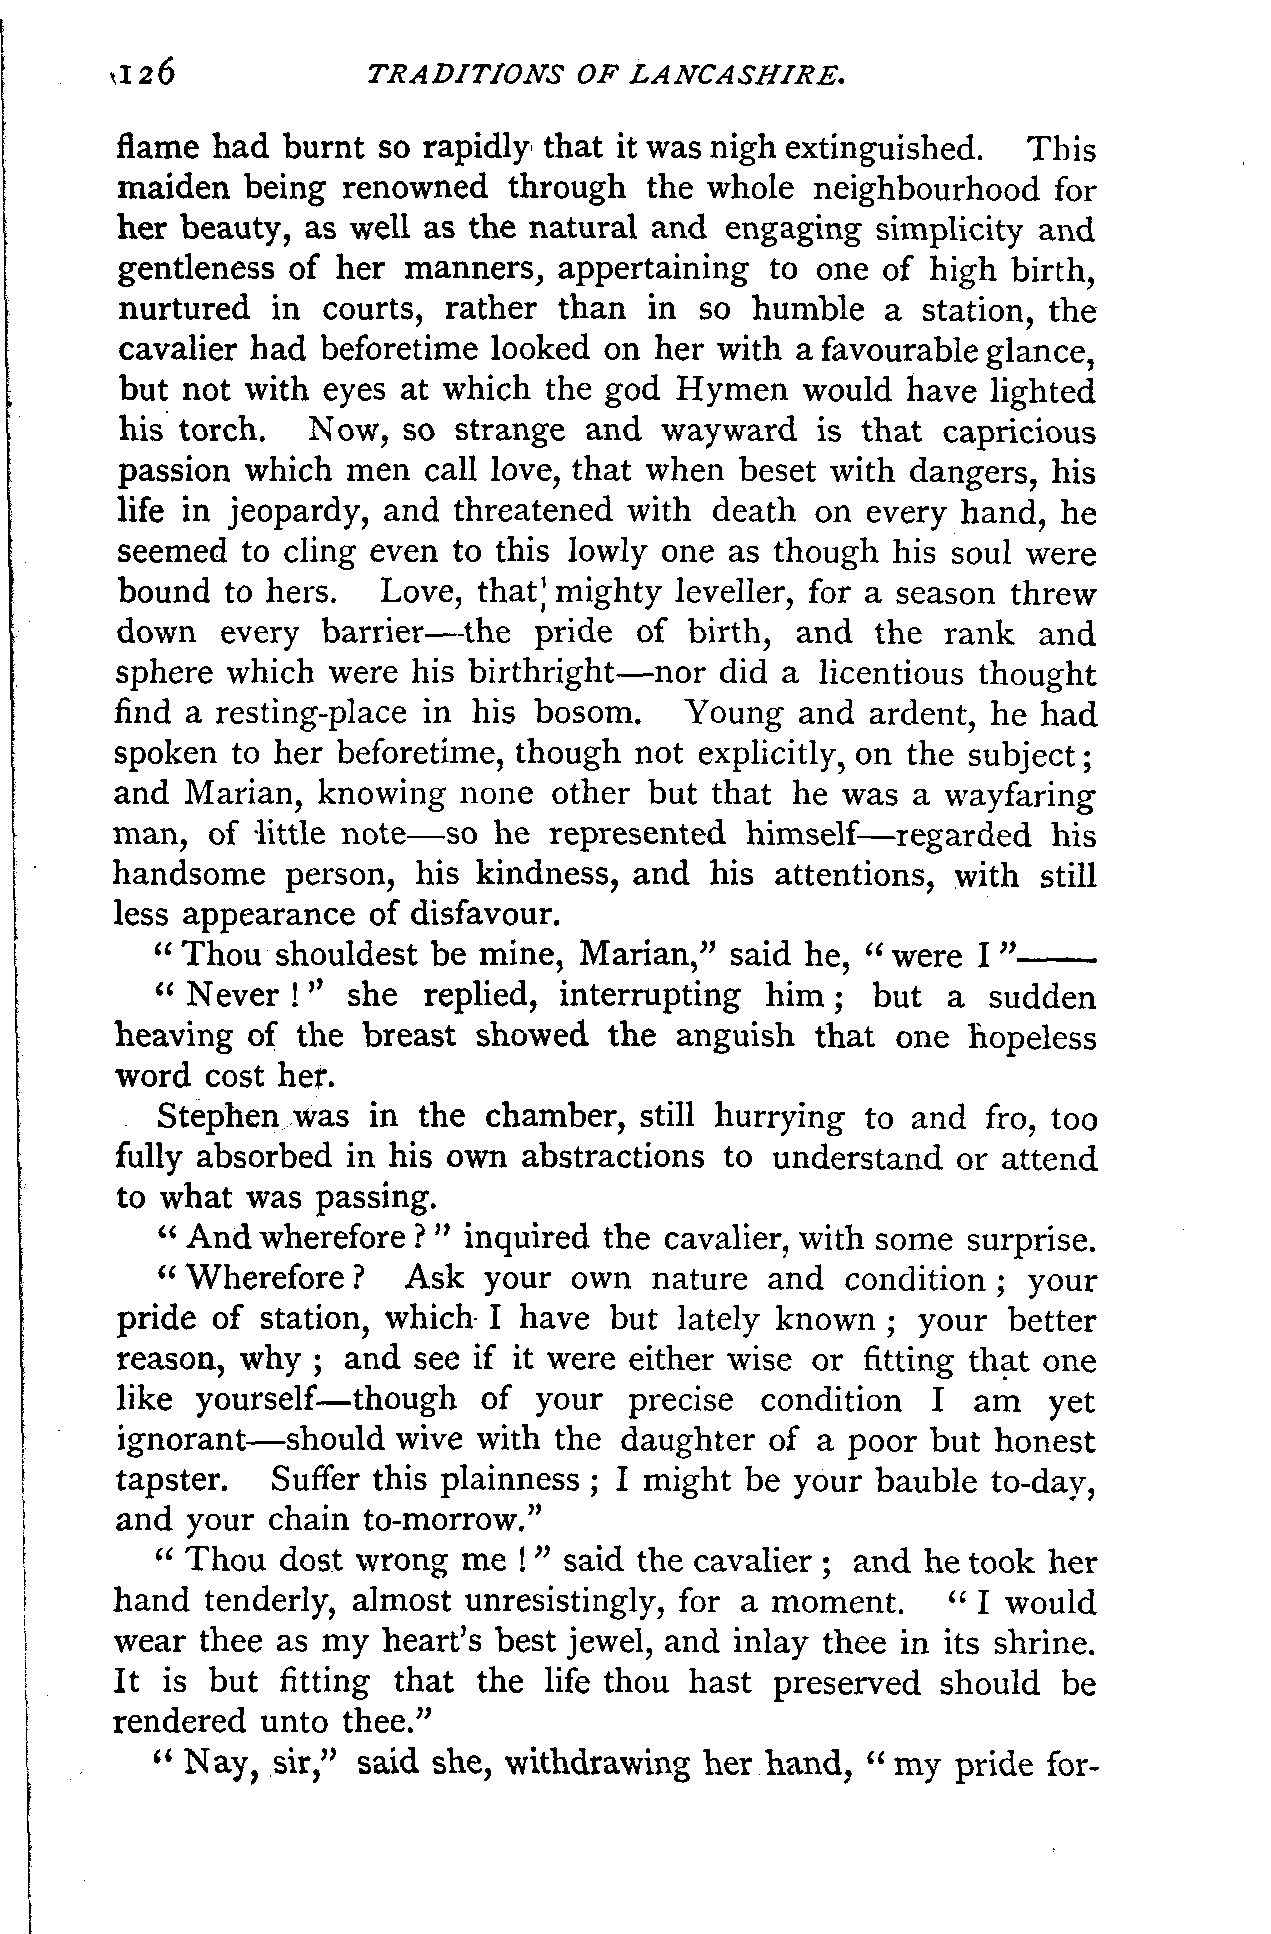 126 TRADITIONS OF LANCASHIRE.
flame had burnt so rapidly that it was nigh extinguished. This
maiden being renowned through the whole neighbourhood for
her beauty, as well as the natural and engaging simplicity and
gentleness of her manners, appertaining to one of high birth,
nurtured in courts, rather than in so humble a station, the
cavalier had beforetime looked on her with a favourable glance,
but not with eyes at which the god Hymen would have lighted
his torch. Now, so strange and wayward is that capricious
passion which men call love, that when beset with dangers, his
life in jeopardy, and threatened with death on every hand, he
seemed to cling even to this lowly one as though his soul were
bound to hers. Love, that mighty leveller, for a season threw
down every barrier—the pride of birth, and the rank and
sphere which were his birthright—nor did a licentious thought
find a resting-place in his bosom. Young and ardent, he had
spoken to her beforetime, though not explicitly, on the subject;
and Marian, knowing none other but that he was a wayfaring
man, of little note—so he represented himself—regarded his
handsome person, his kindness, and his attentions, with still
less appearance of disfavour.
"Thou shouldest be mine, Marian," said he, "were I"——
"Never!" she replied, interrupting him; but a sudden
heaving of the breast showed the anguish that one hopeless
word cost her.
Stephen was in the chamber, still hurrying to and fro, too
fully absorbed in his own abstractions to understand or attend
to what was passing.
"And wherefore?" inquired the cavalier, with some surprise.
"Wherefore? Ask your own nature and condition; your
pride of station, which I have but lately known; your better
reason, why; and see if it were either wise or fitting that one
like yourself—though of your precise condition I am yet
ignorant—should wive with the daughter of a poor but honest
tapster. Suffer this plainness; I might be your bauble to-day,
and your chain to-morrow."
"Thou dost wrong me!" said the cavalier; and he took her
hand tenderly, almost unresistingly, for a moment. "I would
wear thee as my heart's best jewel, and inlay thee in its shrine.
It is but fitting that the life thou hast preserved should be
rendered unto thee."
"Nay, sir," said she, withdrawing her hand, "my pride for-